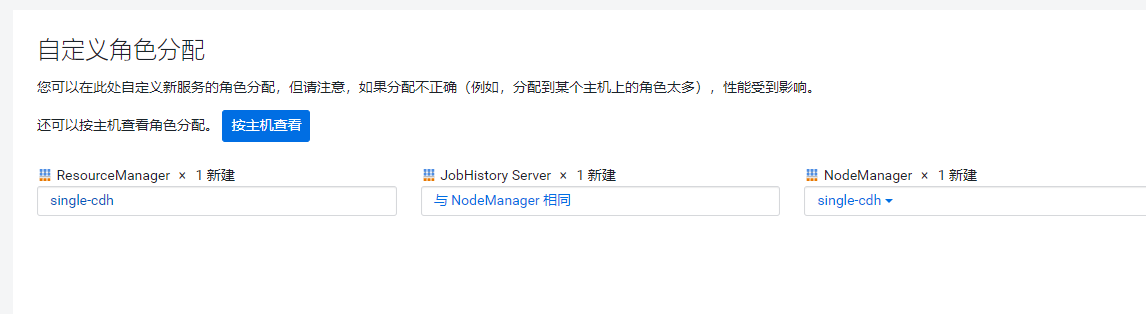 自定义角色分配
您可以在此处自定义新服务的角色分配，但请注意，如果分配不正确（例如，分配到某个主机上的角色太多），性能受到影响。
还可以按主机查看角色分配。 按主机查看
ResourceManager × 1 新建 JobHistory Server × 1 新建 NodeManager × 1 新建
single-cdh 与 NodeManager 相同 single-cdh